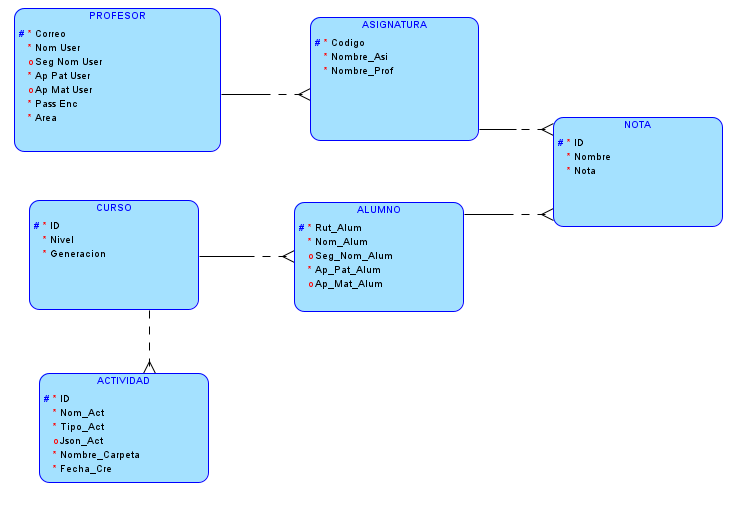 PROFESOR
# * Correo
* Nom User
o Seg Nom User
* Ap Pat User
o Ap Mat User
* Pass Enc
* Area
ASIGNATURA
# * Codigo
* Nombre_Asi
* Nombre_Prof
NOTA
# * ID
* Nombre
* Nota
CURSO
# * ID
* Nivel
* Generacion
ALUMNO
# * Rut_Alum
* Nom_Alum
o Seg_Nom_Alum
* Ap_Pat_Alum
o Ap_Mat_Alum
ACTIVIDAD
# * ID
* Nom_Act
* Tipo_Act
o Json_Act
* Nombre_Carpeta
* Fecha_Cre